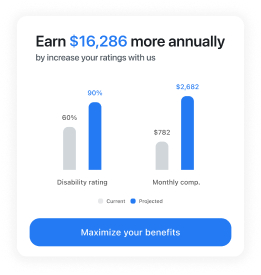 Earn $16,286 more annually
by increase your ratings with us
$2,682
90%
60%
$782
Disability rating Monthly comp.
Current Projected
Maximize your benefits